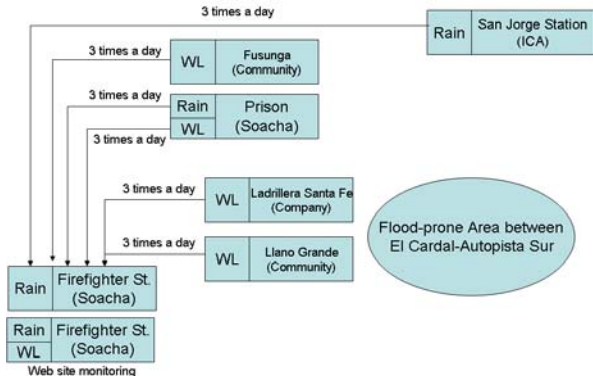 3 times a day
Rain
San Jorge Station
(ICA)
3 times a day
WL
Fusunga
(Community)
3 times a day
Rain
WL
Prison
(Soacha)
3 times a day
3 times a day
WL
Ladrillera Santa Fe
(Company)
3 times a day
WL
Llano Grande
(Community)
Flood-prone Area between
El Cardal-Autopista Sur
Rain
Firefighter St.
(Soacha)
Rain
WL
Firefighter St.
(Soacha)
Web site monitoring